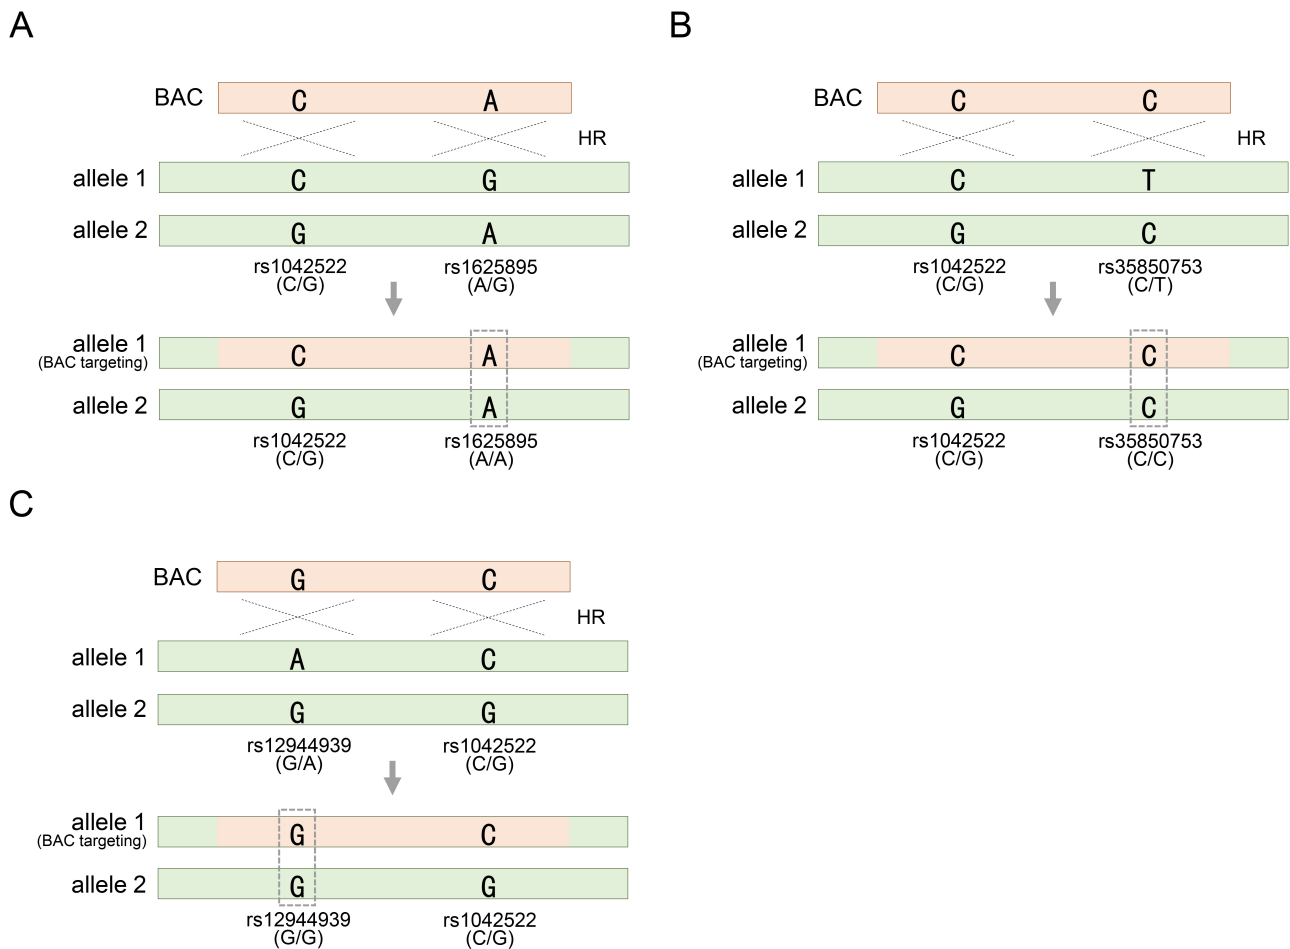 A
BAC C A
HR
allele 1 C G
allele 2 G A
rs1042522 rs1625895
(C/G) (A/G)
allele 1 C A
(BAC targeting)
allele 2 G A
rs1042522 rs1625895
(C/G) (A/A)
B
BAC C C
HR
allele 1 C T
allele 2 G C
rs1042522 rs35850753
(C/G) (C/T)
allele 1 C C
(BAC targeting)
allele 2 G C
rs1042522 rs35850753
(C/G) (C/C)
C
BAC G C
HR
allele 1 A C
allele 2 G G
rs12944939 rs1042522
(G/A) (C/G)
allele 1 G C
(BAC targeting)
allele 2 G G
rs12944939 rs1042522
(G/G) (C/G)